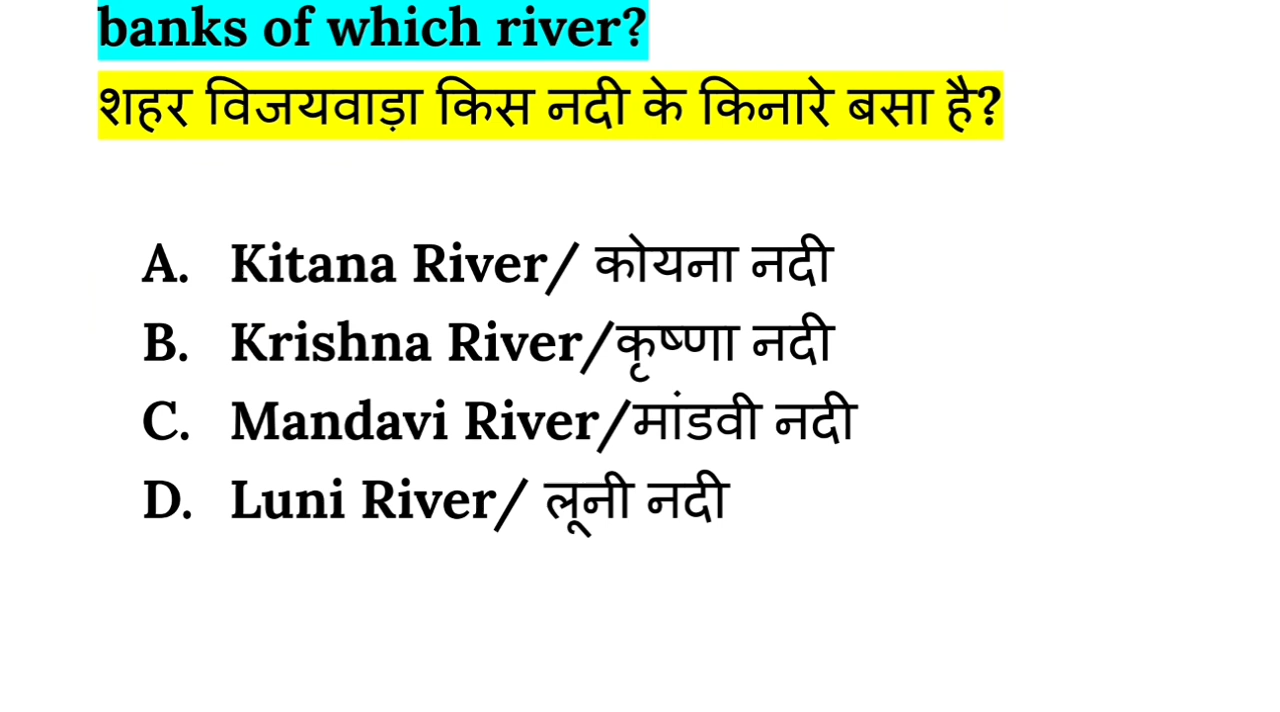 banks of which river?
शहर विजयवाड़ा किस नदी के किनारे बसा है?
A. Kitana River/ कोयना नदी
B. Krishna River/कृष्णा नदी
C. Mandavi River/मांडवी नदी
D. Luni River/ लूनी नदी